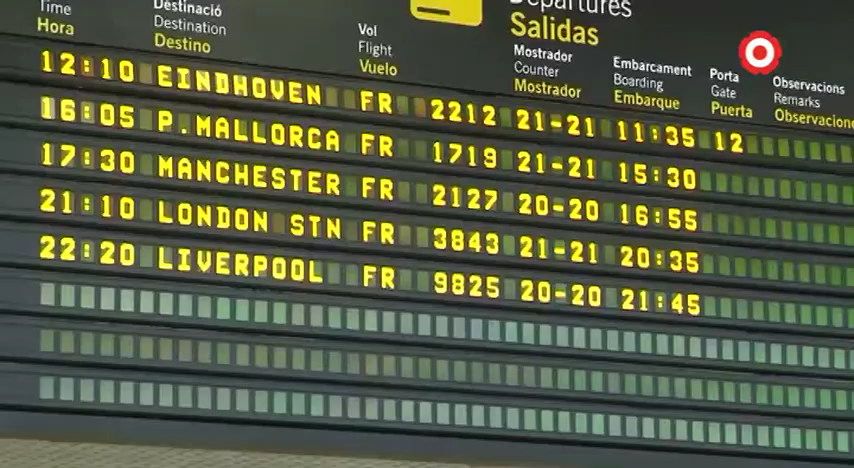 Time
Hora
Destinació
Destination
Destino
Vol
Flight
Vuelo
Departures
Salidas
Mostrador
Counter
Mostrador
Embarcament
Boarding
Embarque
Porta
Gate
Puerta
Observacions
Remarks
Observacione
12:10 EINDHOVEN FR 2212 21-21 11:35 12
16:05 P.MALLORCA FR 1719 21-21 15:30
17:30 MANCHESTER FR 2127 20-20 16:55
21:10 LONDON STN FR 3843 21-21 20:35
22:20 LIVERPOOL FR 9825 20-20 21:45